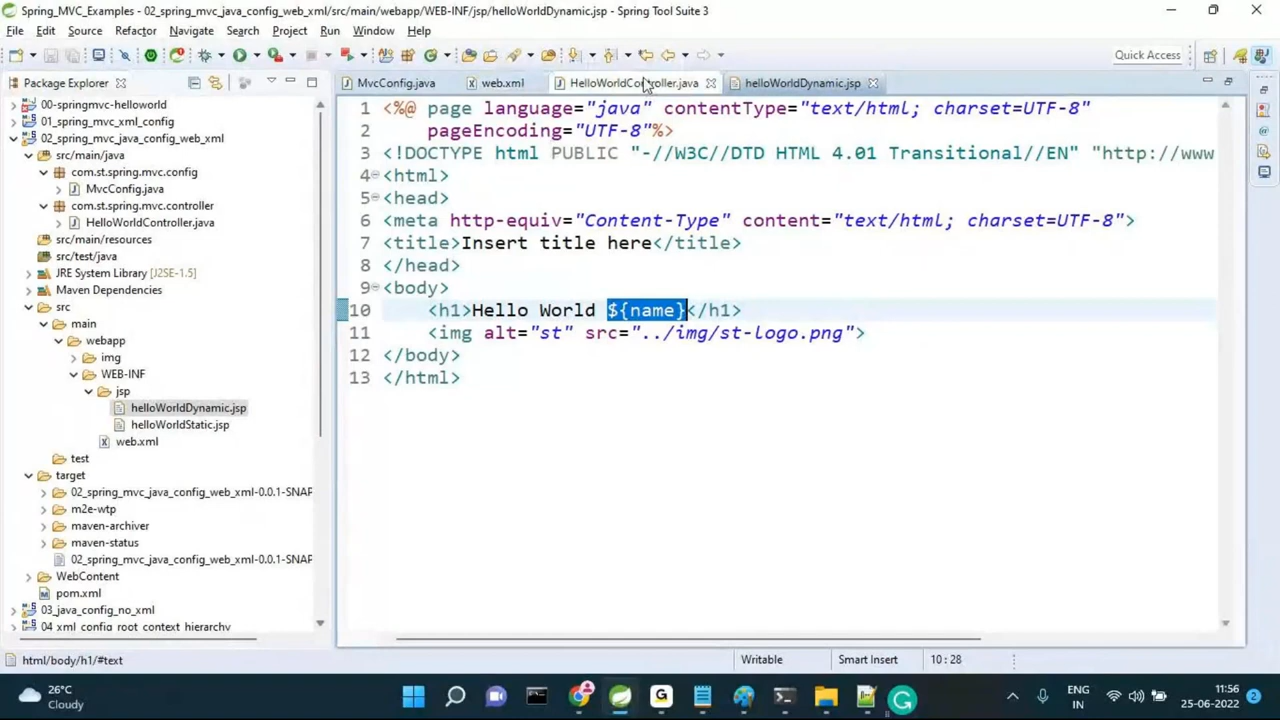 Spring_MVC_Examples - 02_spring_mvc_java_config_web_xml/src/main/webapp/WEB-INF/jsp/helloWorldDynamic.jsp - Spring Tool Suite 3
File Edit Source Refactor Navigate Search Project Run Window Help
Quick Access
Package Explorer
MvcConfig.java web.xml HelloWorldController.java helloWorldDynamic.jsp
00-springmvc-helloworld
01_spring_mvc_xml_config
02_spring_mvc_java_config_web_xml
src/main/java
com.st.spring.mvc.config
MvcConfig.java
com.st.spring.mvc.controller
HelloWorldController.java
src/main/resources
src/test/java
JRE System Library [J2SE-1.5]
Maven Dependencies
src
main
webapp
img
WEB-INF
jsp
helloWorldDynamic.jsp
helloWorldStatic.jsp
web.xml
test
target
02_spring_mvc_java_config_web_xml-0.0.1-SNAP
m2e-wtp
maven-archiver
maven-status
02_spring_mvc_java_config_web_xml-0.0.1-SNAP
WebContent
pom.xml
03_java_config_no_xml
04_xml_config_root_context_hierarchy
1 <%@ page language="java" contentType="text/html; charset=UTF-8"
2 pageEncoding="UTF-8"%>
3 <!DOCTYPE html PUBLIC "-//W3C//DTD HTML 4.01 Transitional//EN" "http://www
4 <html>
5 <head>
6 <meta http-equiv="Content-Type" content="text/html; charset=UTF-8">
7 <title>Insert title here</title>
8 </head>
9 <body>
10 <h1>Hello World ${name}</h1>
11 <img alt="st" src="../img/st-logo.png">
12 </body>
13 </html>
html/body/h1/#text
Writable
Smart Insert
10 : 28
26°C
Cloudy
ENG
IN
11:56
25-06-2022
2